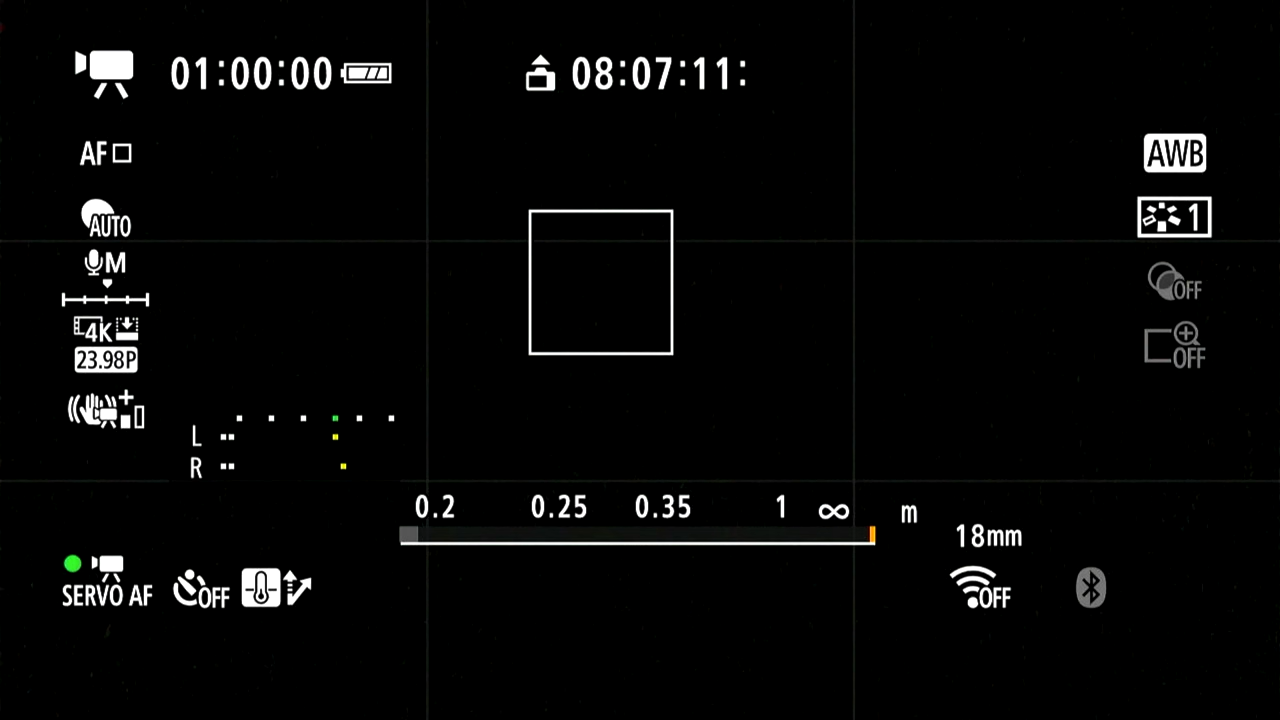 01:00:00
08:07:11:
AF
AWB
AUTO
1
M
OFF
4K
23.98P
OFF
L
R
0.2 0.25 0.35 1 ∞ m
18mm
SERVO AF
OFF
OFF